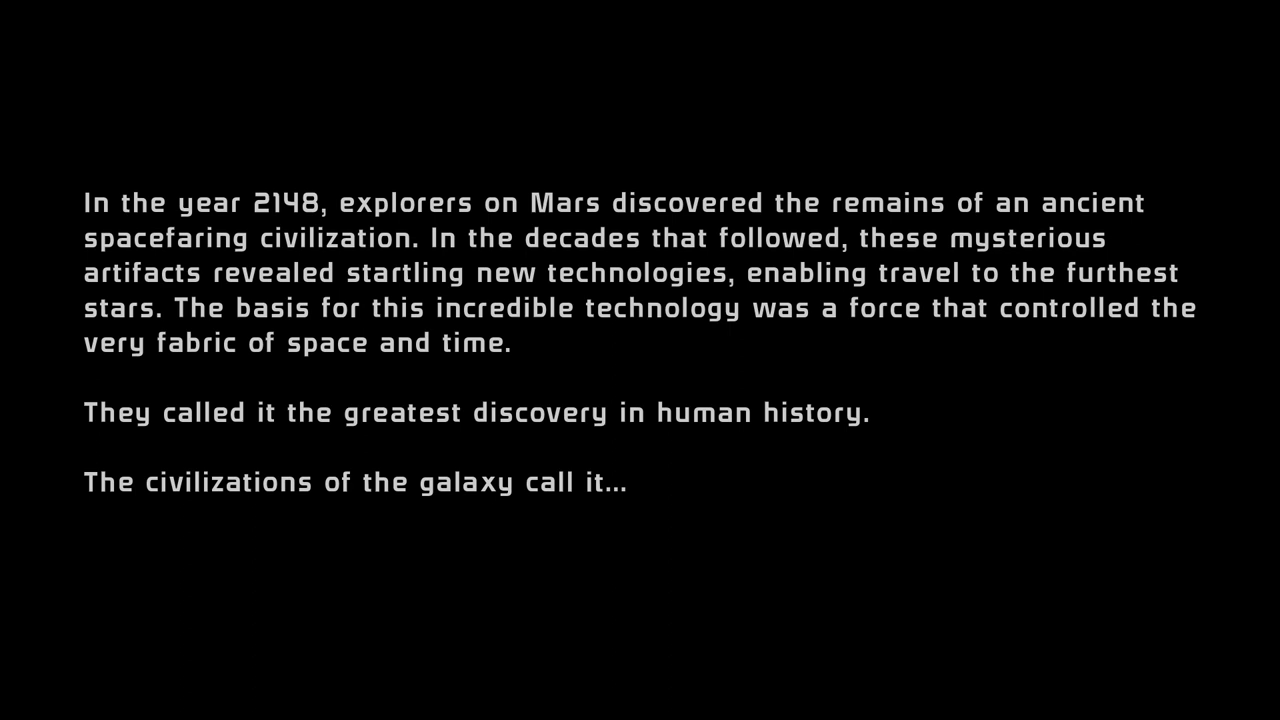 In the year 2148, explorers on Mars discovered the remains of an ancient
spacefaring civilization. In the decades that followed, these mysterious
artifacts revealed startling new technologies, enabling travel to the furthest
stars. The basis for this incredible technology was a force that controlled the
very fabric of space and time.
They called it the greatest discovery in human history.
The civilizations of the galaxy call it...